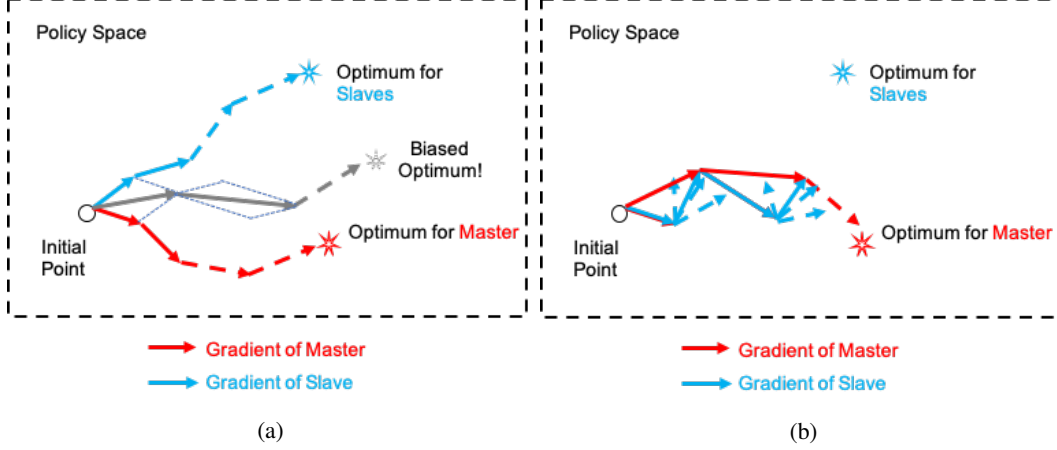 Policy Space
Optimum for
Slaves
Biased
Optimum!
Optimum for Master
Initial
Point
Gradient of Master
Gradient of Slave
(a)
Policy Space
Optimum for
Slaves
Optimum for Master
Initial
Point
Gradient of Master
Gradient of Slave
(b)